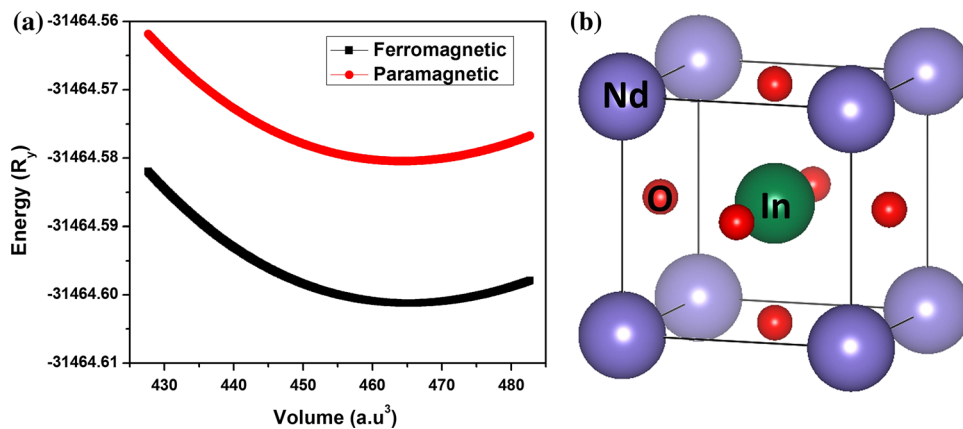 (a)
Energy (Ry)
-31464.56
-31464.57
-31464.58
-31464.59
-31464.60
-31464.61
Ferromagnetic
Paramagnetic
430 440 450 460 470 480
Volume (a.u³)
(b)
Nd
O
In